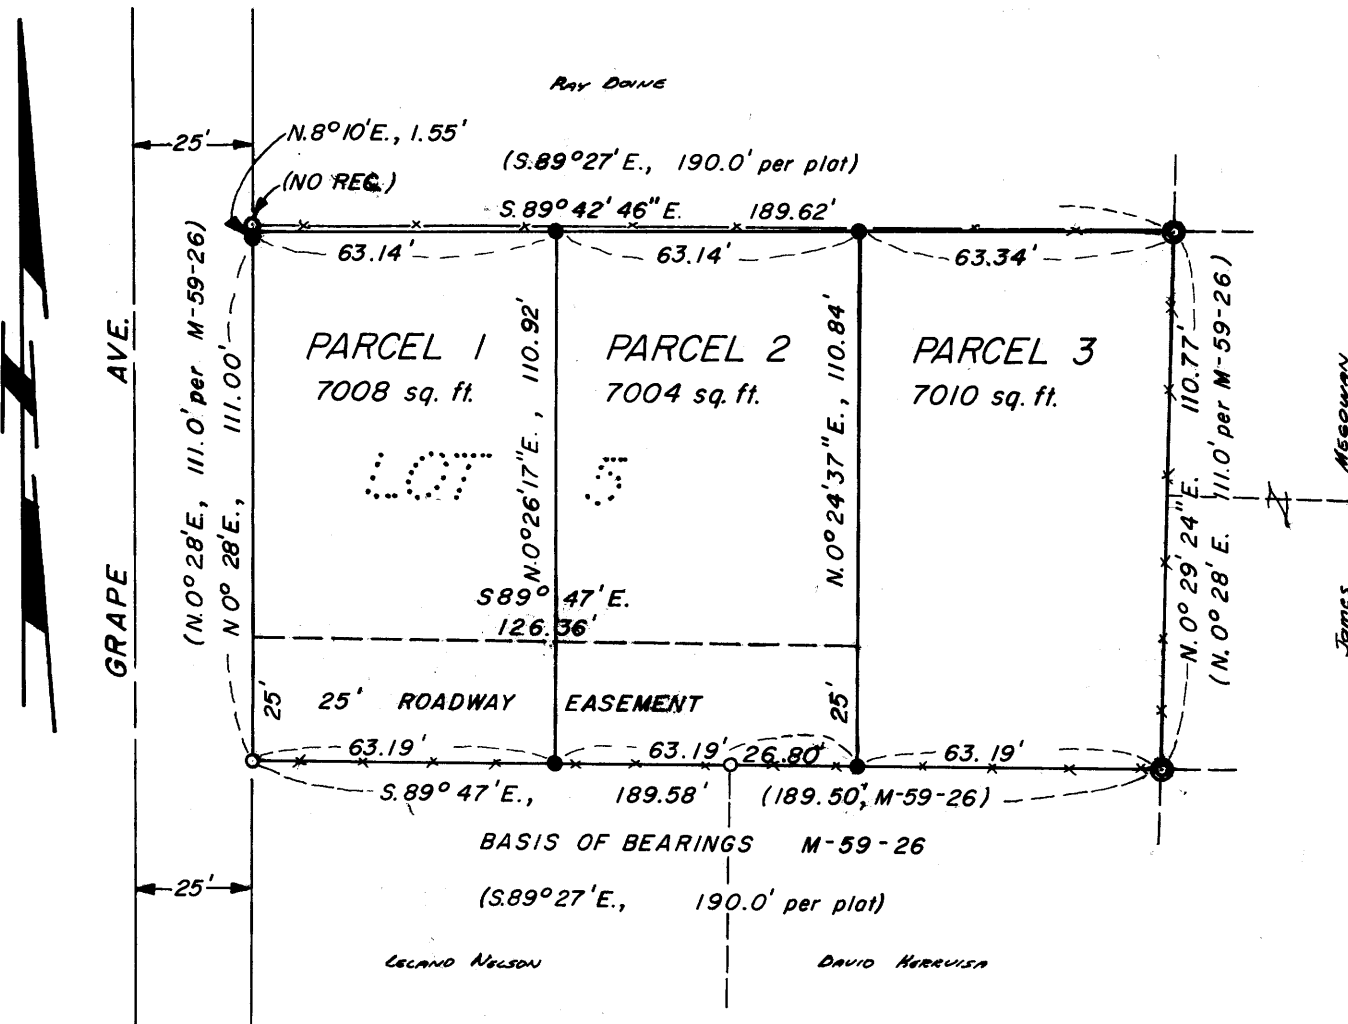 RAY DOINE
25'
N.8°10'E., 1.55'
(NO REC.)
(S.89°27'E., 190.0' per plat)
S.89°42'46"E. 189.62'
63.14'
63.14'
63.34'
PARCEL 1
7008 sq. ft.
PARCEL 2
7004 sq. ft.
PARCEL 3
7010 sq. ft.
LOT 5
GRAPE AVE.
(N.0°28'E., 111.0' per M-59-26)
N 0° 28'E., 111.00'
N.0°26'17"E., 110.92'
N.0°24'37"E., 110.84'
N.0° 29' 24" E. 110.77'
(N.0° 28' E. 111.0' per M-59-26)
James MEGOWAN
S89° 47'E.
126.36'
25'
25' ROADWAY EASEMENT
25'
63.19'
63.19'
26.80'
63.19'
S.89° 47'E., 189.58' (189.50', M-59-26)
BASIS OF BEARINGS M-59-26
25'
(S.89°27'E., 190.0' per plat)
LELAND NELSON
DAVID